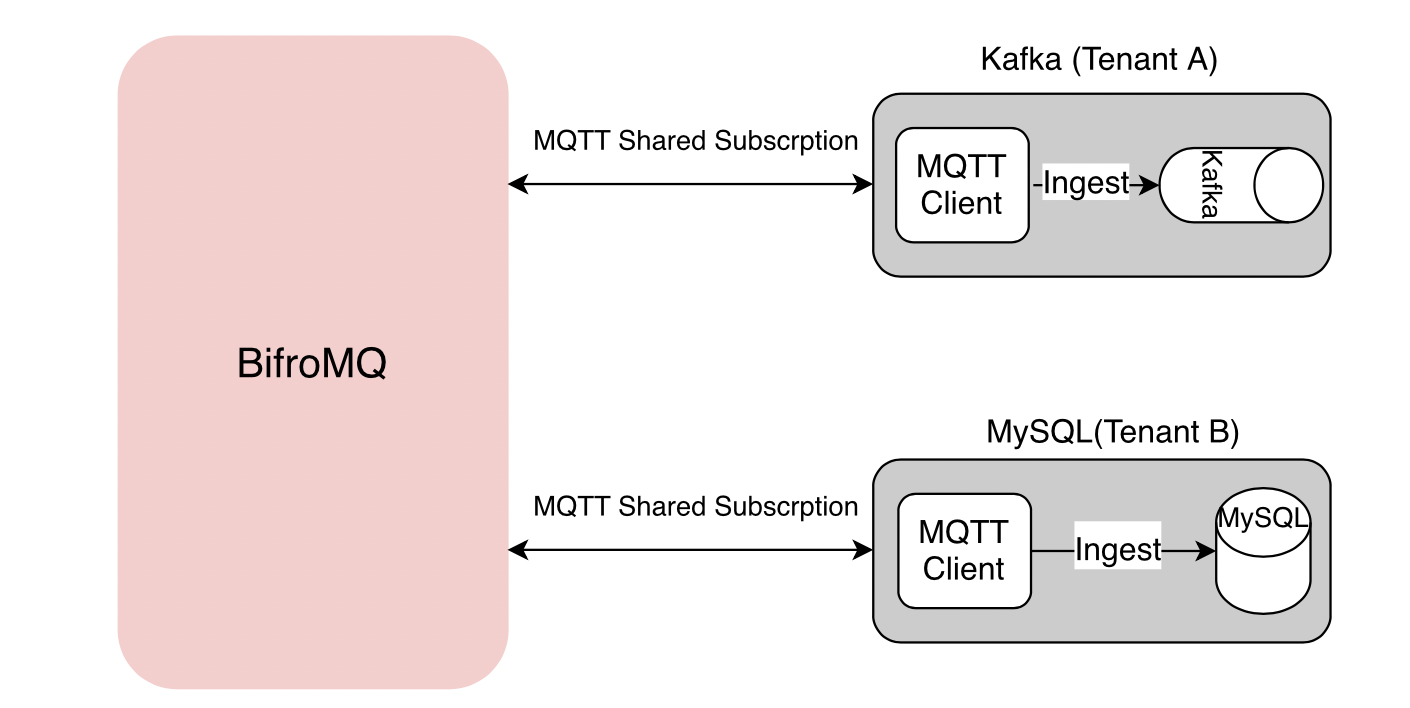 Kafka (Tenant A)
MQTT Shared Subscrption
MQTT
Client
Ingest
Kafka
BifroMQ
MySQL(Tenant B)
MQTT Shared Subscrption
MQTT
Client
Ingest
MySQL